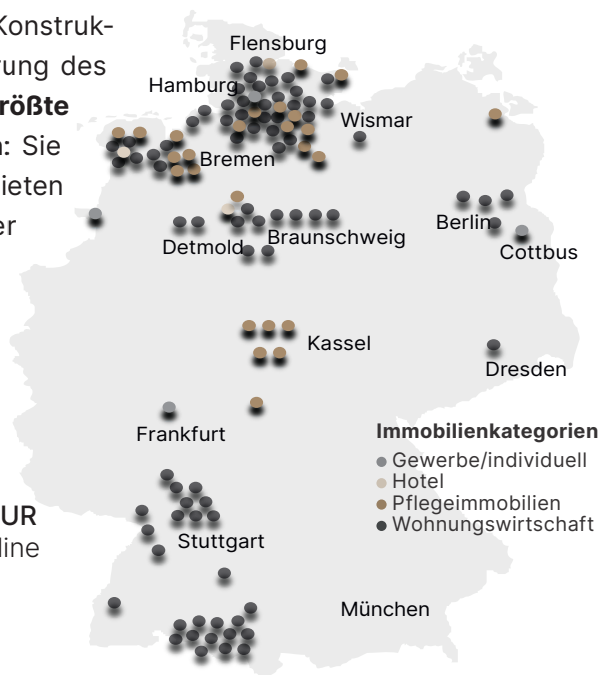 Konstruk-
rung des
rößte
: Sie
ieten
er
UR
line
Flensburg
Hamburg
Wismar
Bremen
Berlin
Detmold
Braunschweig
Cottbus
Kassel
Dresden
Frankfurt
Immobilienkategorien
Gewerbe/individuell
Hotel
Pflegeimmobilien
Wohnungswirtschaft
Stuttgart
München